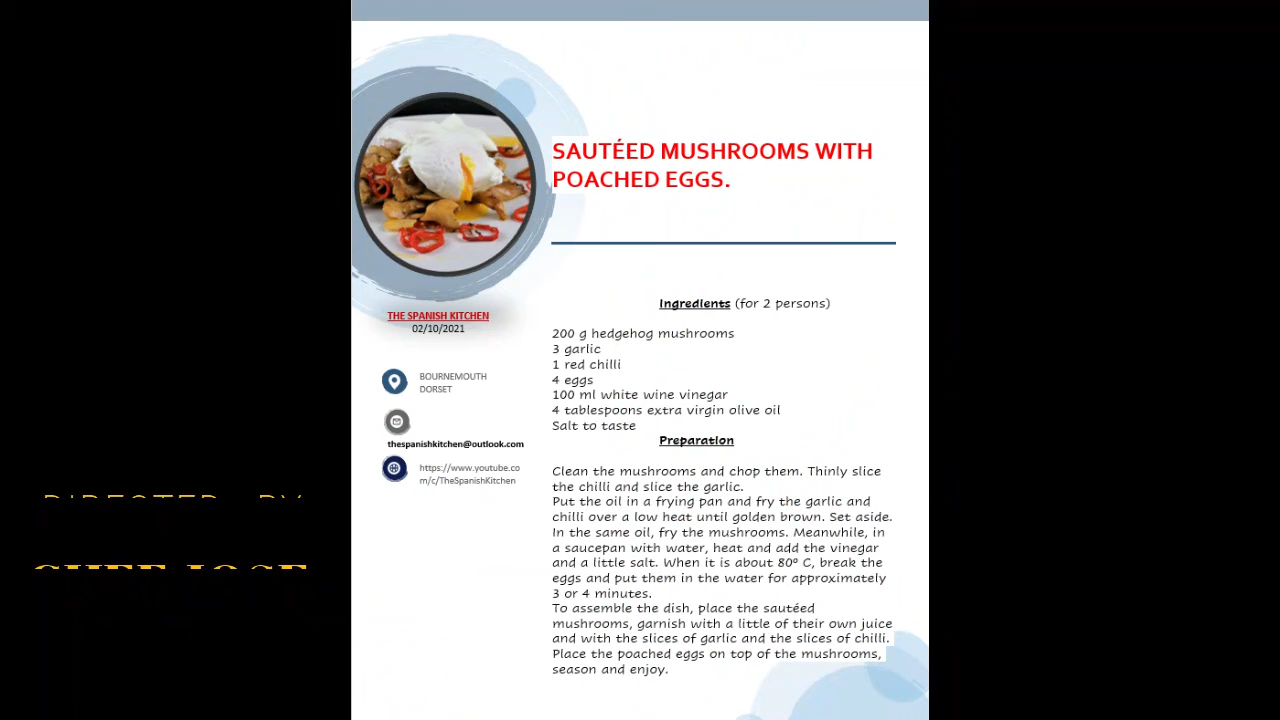 SAUTÉED MUSHROOMS WITH
POACHED EGGS.
THE SPANISH KITCHEN
02/10/2021
BOURNEMOUTH
DORSET
thespanishkitchen@outlook.com
https://www.youtube.co
m/c/TheSpanishKitchen
Ingredients (for 2 persons)
200 g hedgehog mushrooms
3 garlic
1 red chilli
4 eggs
100 ml white wine vinegar
4 tablespoons extra virgin olive oil
Salt to taste
Preparation
Clean the mushrooms and chop them. Thinly slice
the chilli and slice the garlic.
Put the oil in a frying pan and fry the garlic and
chilli over a low heat until golden brown. Set aside.
In the same oil, fry the mushrooms. Meanwhile, in
a saucepan with water, heat and add the vinegar
and a little salt. When it is about 80º C, break the
eggs and put them in the water for approximately
3 or 4 minutes.
To assemble the dish, place the sautéed
mushrooms, garnish with a little of their own juice
and with the slices of garlic and the slices of chilli.
Place the poached eggs on top of the mushrooms,
season and enjoy.
DIRECTED BY
CHEF JOSE